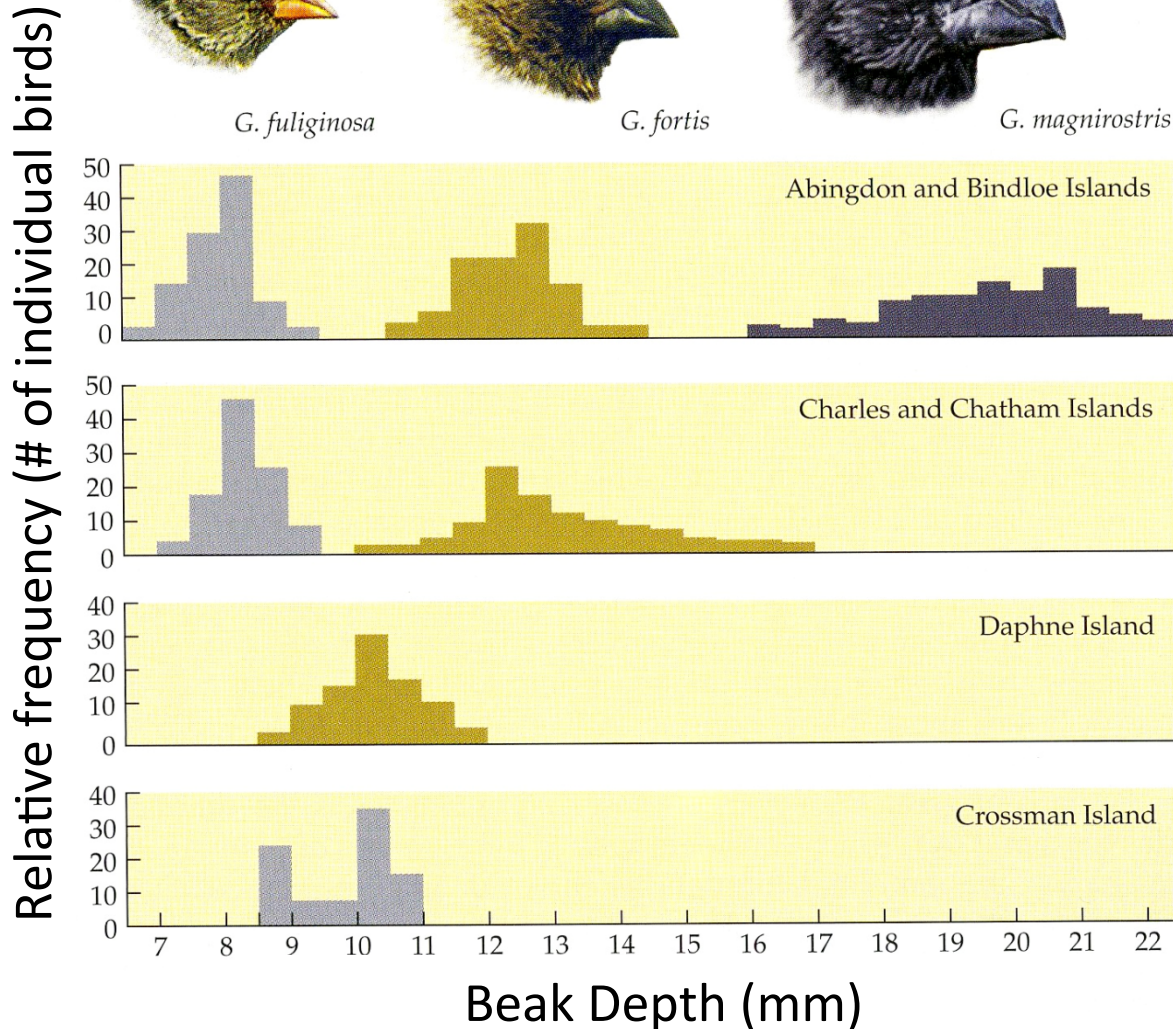 Relative frequency (# of individual birds)
G. fuliginosa
G. fortis
G. magnirostris
50
40
30
20
10
0
Abingdon and Bindloe Islands
50
40
30
20
10
0
Charles and Chatham Islands
40
30
20
10
0
Daphne Island
40
30
20
10
0
Crossman Island
7 8 9 10 11 12 13 14 15 16 17 18 19 20 21 22
Beak Depth (mm)